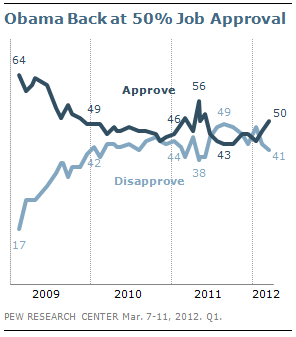 Obama Back at 50% Job Approval
64
56
Approve
49
46
49
50
42
44
43
41
38
Disapprove
17
2009 2010 2011 2012
PEW RESEARCH CENTER Mar. 7-11, 2012. Q1.